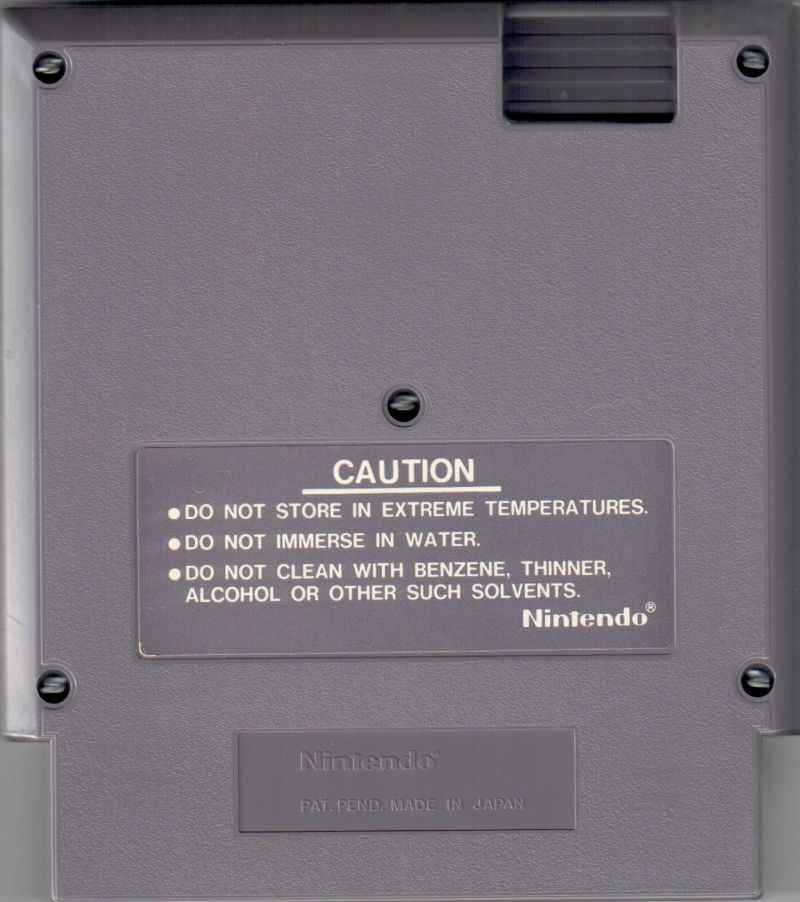 CAUTION
●DO NOT STORE IN EXTREME TEMPERATURES.
●DO NOT IMMERSE IN WATER.
●DO NOT CLEAN WITH BENZENE, THINNER,
ALCOHOL OR OTHER SUCH SOLVENTS.
Nintendo®
Nintendo®
PAT. PEND. MADE IN JAPAN